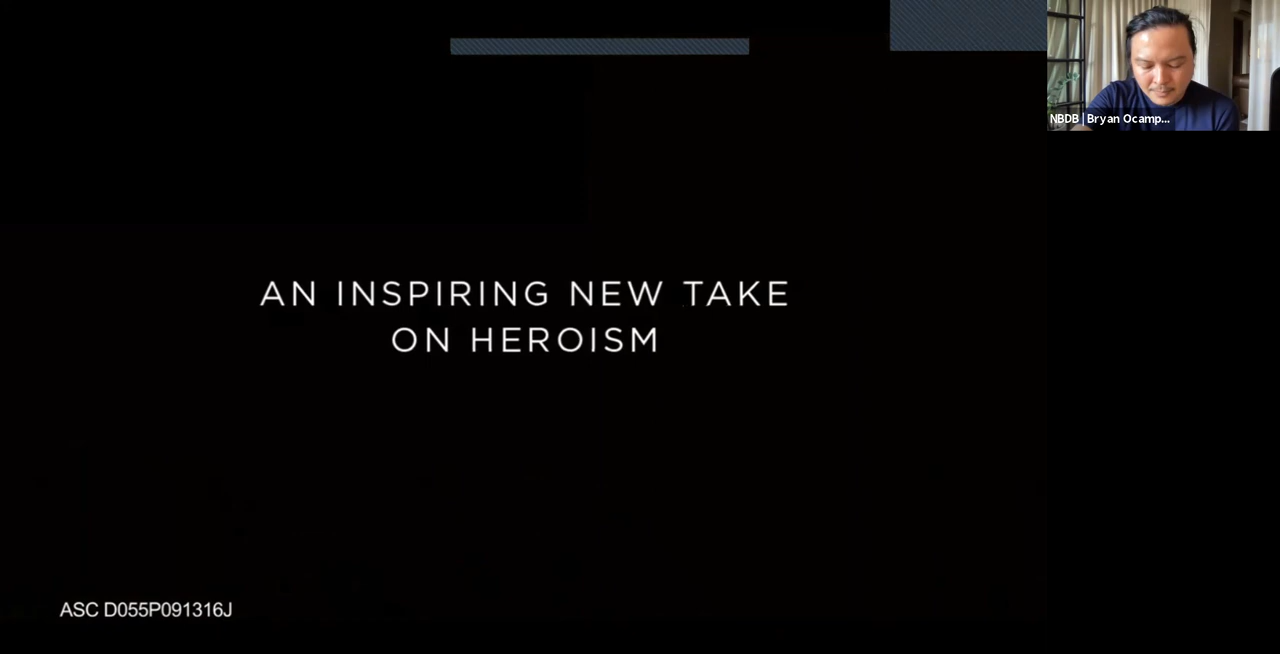 NBDB | Bryan Ocamp...
AN INSPIRING NEW TAKE
ON HEROISM
ASC D055P091316J